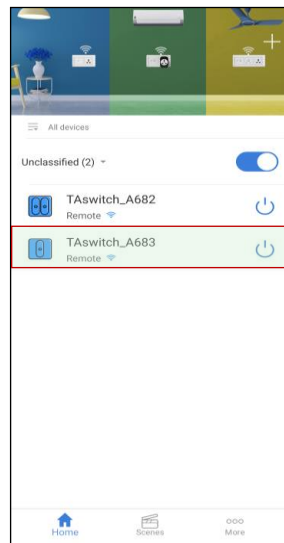 All devices
Unclassified (2)
TAswitch_A682
Remote
TAswitch_A683
Remote
Home
Scenes
More